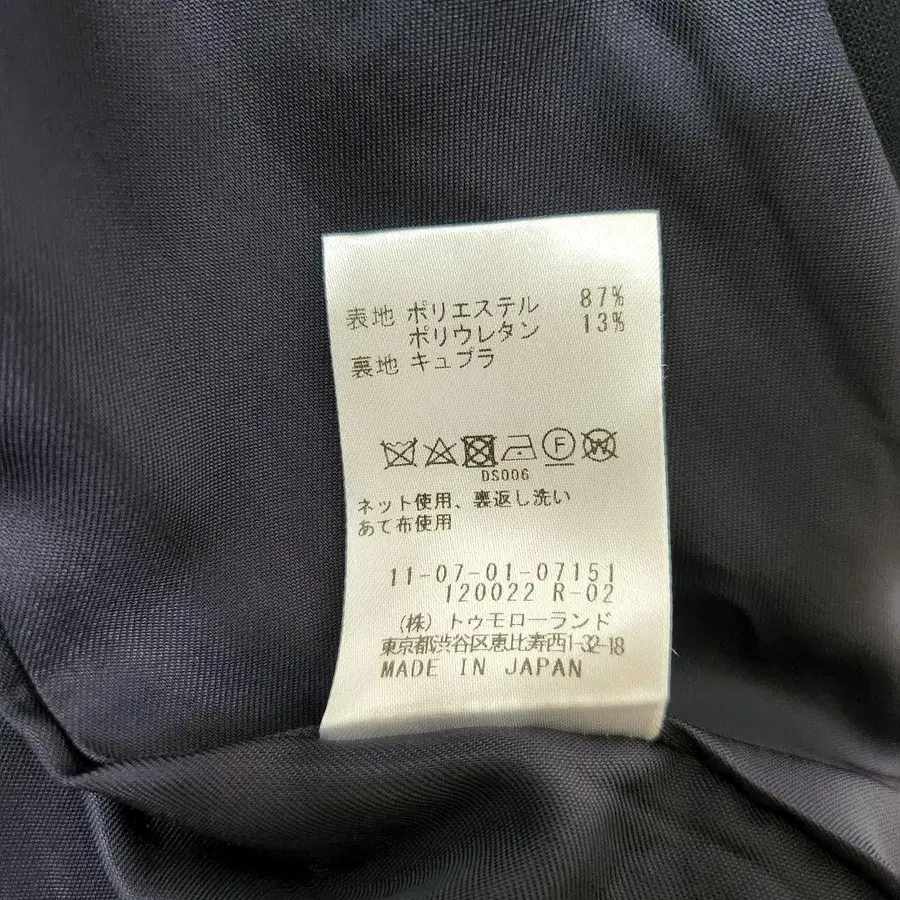 表地 ポリエステル 87%
ポリウレタン 13%
裏地 キュプラ
F W
DS006
ネット使用、裏返し洗い
あて布使用
11-07-01-07151
120022 R-02
(株) トゥモローランド
東京都渋谷区恵比寿西1-32-18
MADE IN JAPAN